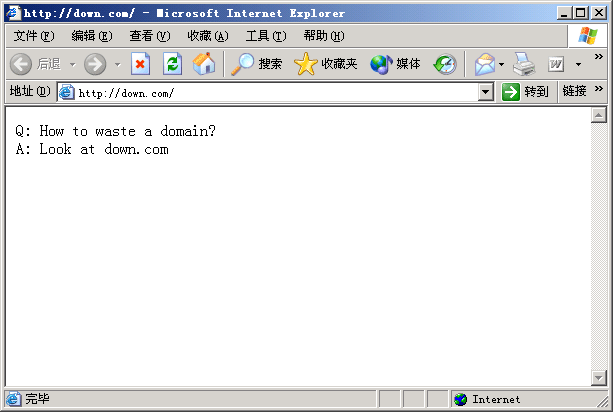 http://down.com/ - Microsoft Internet Explorer
文件(F) 编辑(E) 查看(V) 收藏(A) 工具(T) 帮助(H)
后退 搜索 收藏夹 媒体 W »
地址(D) http://down.com/ 转到 链接 »
Q: How to waste a domain?
A: Look at down.com
完毕 Internet